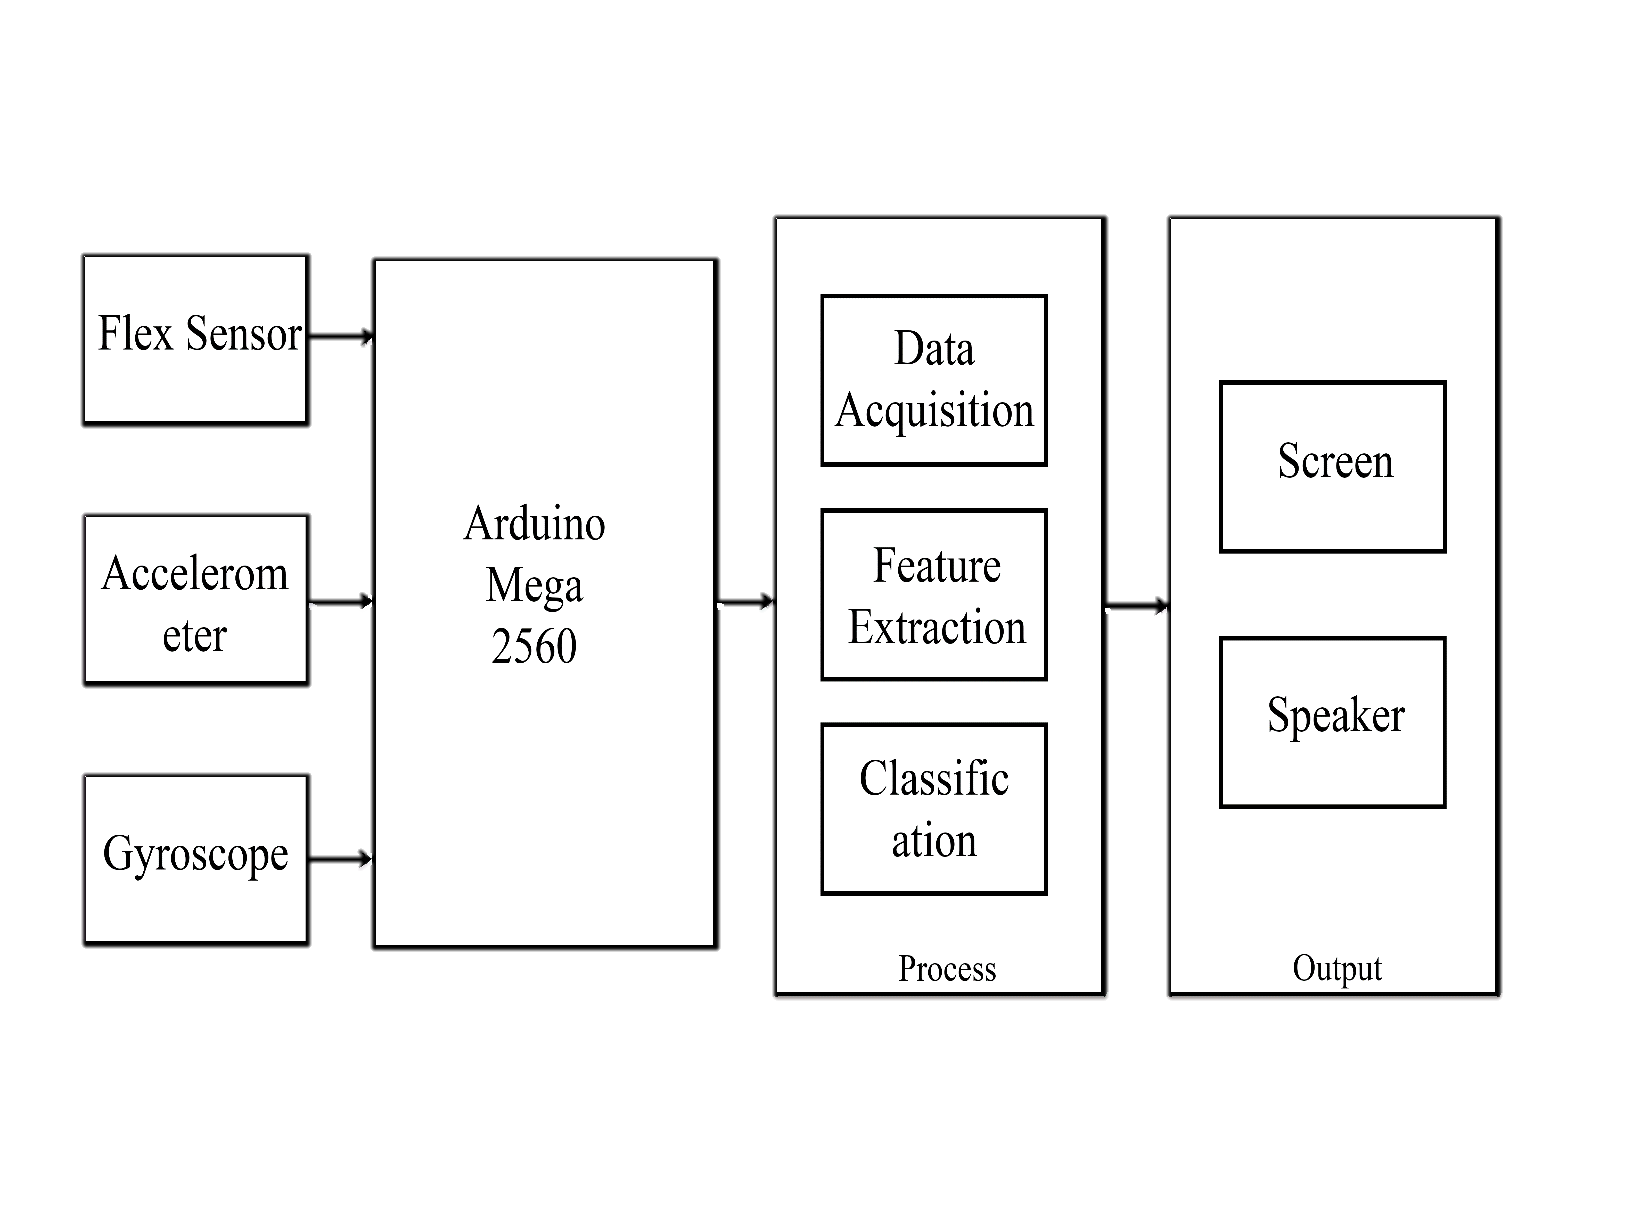 Flex Sensor
Accelerom
eter
Gyroscope
Arduino
Mega
2560
Data
Acquisition
Feature
Extraction
Classific
ation
Process
Screen
Speaker
Output